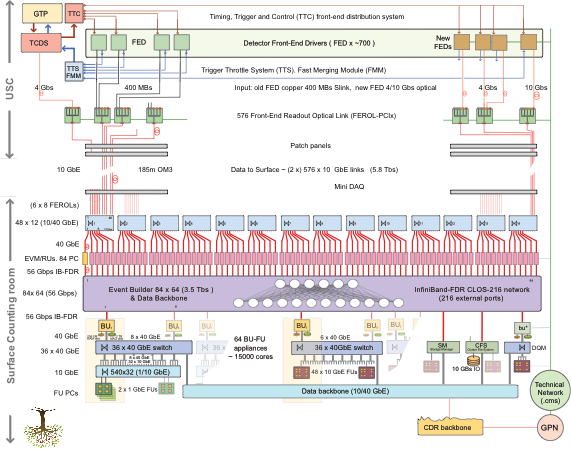 GTP
TTC
Timing, Trigger and Control (TTC) front-end distribution system
TCDS
FED
Detector Front-End Drivers ( FED x ~700 )
New
FEDs
TTS
FMM
Trigger Throttle System (TTS). Fast Merging Module (FMM)
USC
4 Gbs
400 MBs
Input: old FED copper 400 MBs Slink, new FED 4/10 Gbs optical
4 Gbs
10 Gbs
576 Front-End Readout Optical Link (FEROL-PCIx)
Patch panels
10 GbE
185m OM3
Data to Surface ~ (2 x) 576 x 10 GbE links (5.8 Tbs)
Mini DAQ
(6 x 8 FEROLs)
48 x 12 (10/40 GbE)
40 GbE
EVM/RUs. 84 PC
56 Gbps IB-FDR
84x 64 (56 Gbps)
Event Builder 84 x 64 (3.5 Tbs )
& Data Backbone
InfiniBand-FDR CLOS-216 network
(216 external ports)
Surface Counting room
56 Gbps IB-FDR
BU
BU
BU
bu*
40 GbE
6 x 40 GbE
36 x 40 GbE
36 x 40 GbE switch
36 x
64 BU-FU
appliances
~ 15000 cores
36 x 40GbE switch
SM
CFS
DQM
10 GbE
540x32 (1/10 GbE)
48 x 10 GbE FUs
10 GBs IO
FU PCs
2 x 1 GbE FUs
Data backbone (10/40 GbE)
Technical
Network
(.cms)
CDR backbone
GPN